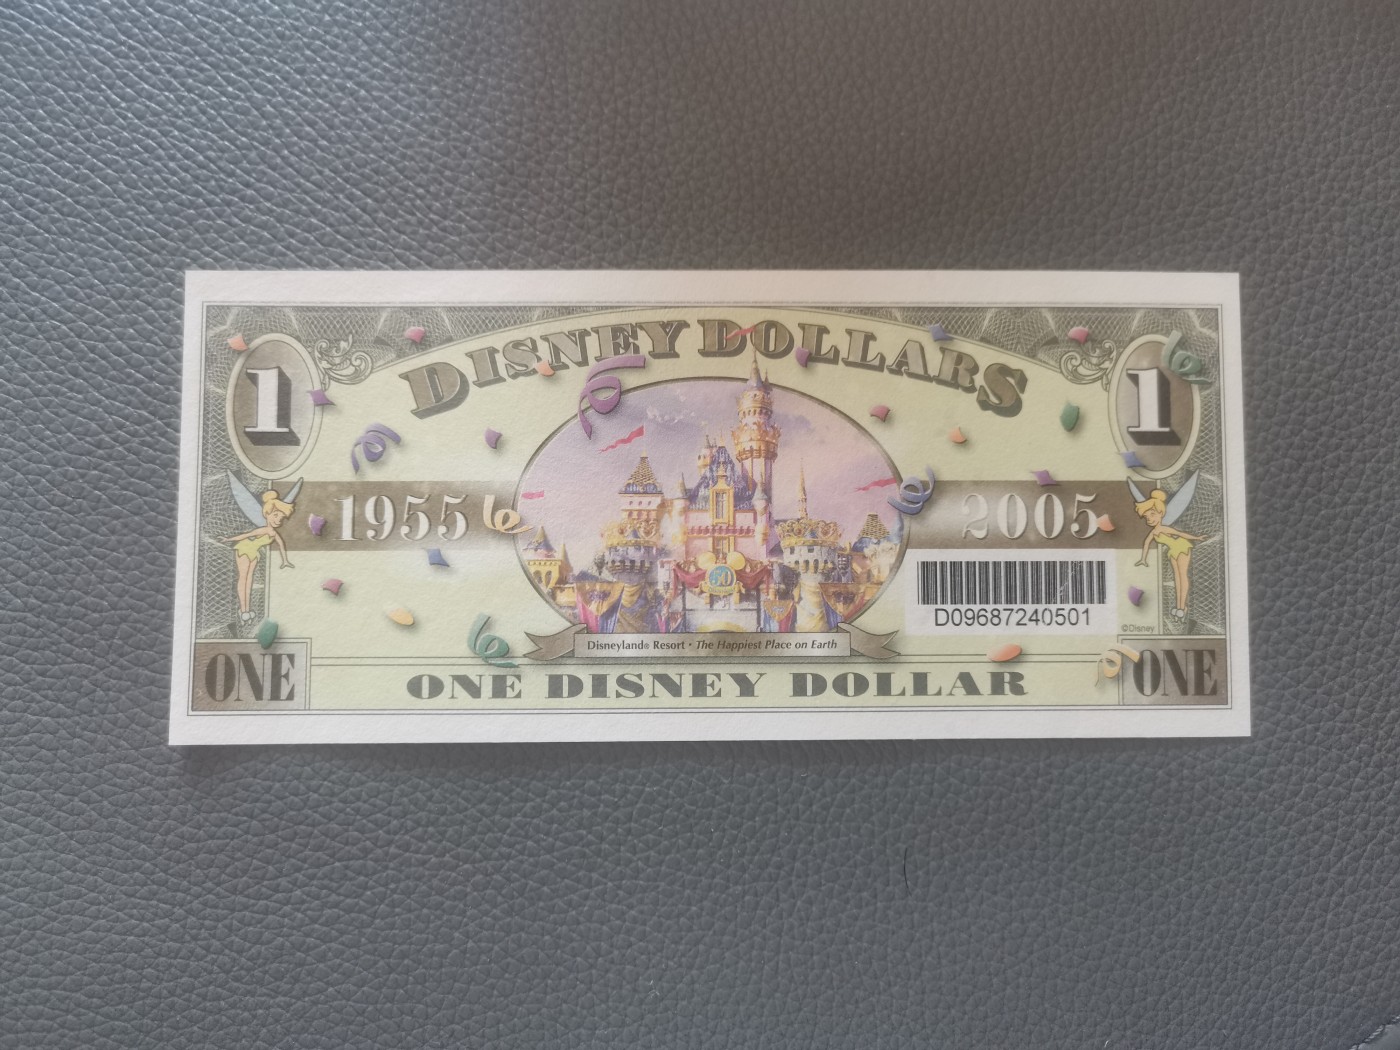 DISNEY DOLLARS
1
1
1955
50
2005
D09687240501
©Disney
Disneyland® Resort • The Happiest Place on Earth
ONE
ONE DISNEY DOLLAR
ONE